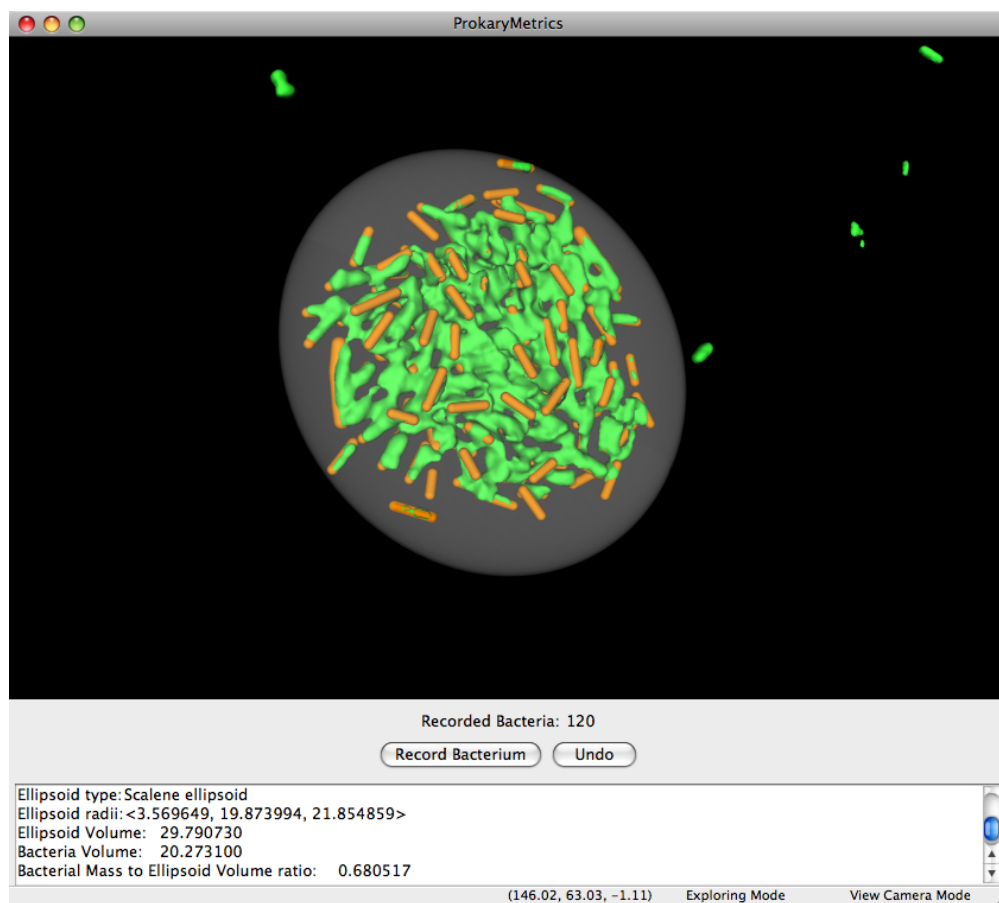 ProkaryMetrics
Recorded Bacteria: 120
Record Bacterium Undo
Ellipsoid type: Scalene ellipsoid
Ellipsoid radii: <3.569649, 19.873994, 21.854859>
Ellipsoid Volume: 29.790730
Bacteria Volume: 20.273100
Bacterial Mass to Ellipsoid Volume ratio: 0.680517
(146.02, 63.03, -1.11) Exploring Mode View Camera Mode